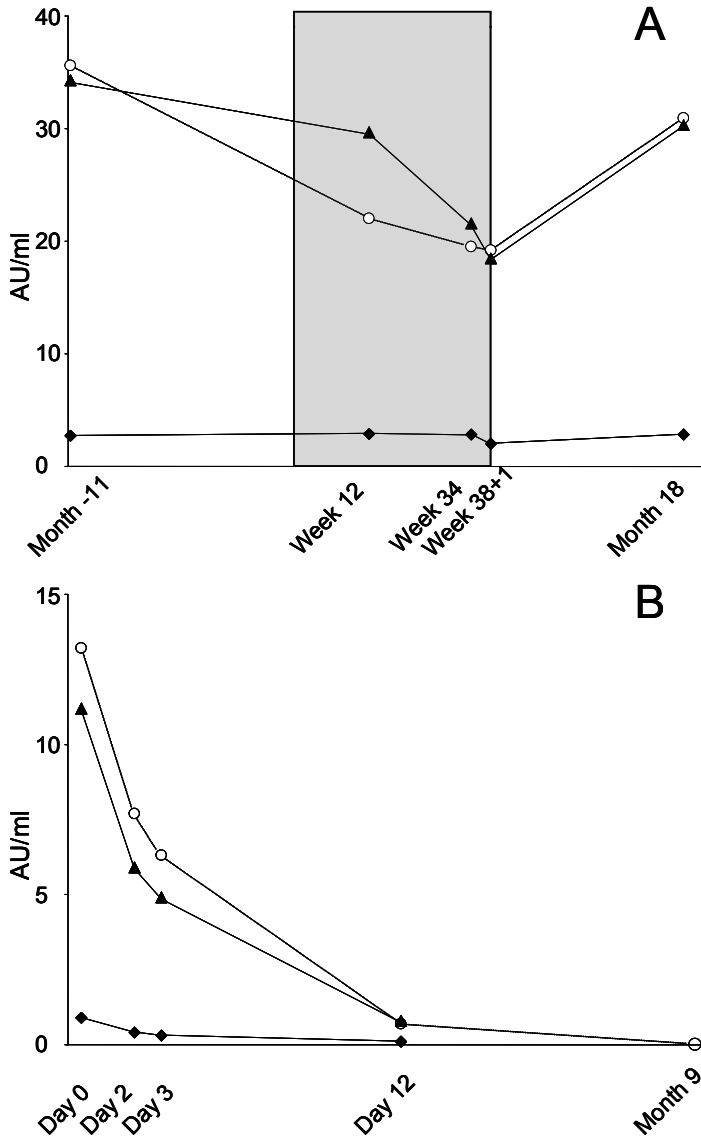 A
40
30
20
10
0
AU/ml
Month -11
Week 12
Week 34
Week 38+1
Month 18
B
15
10
5
0
AU/ml
Day 0
Day 2
Day 3
Day 12
Month 9